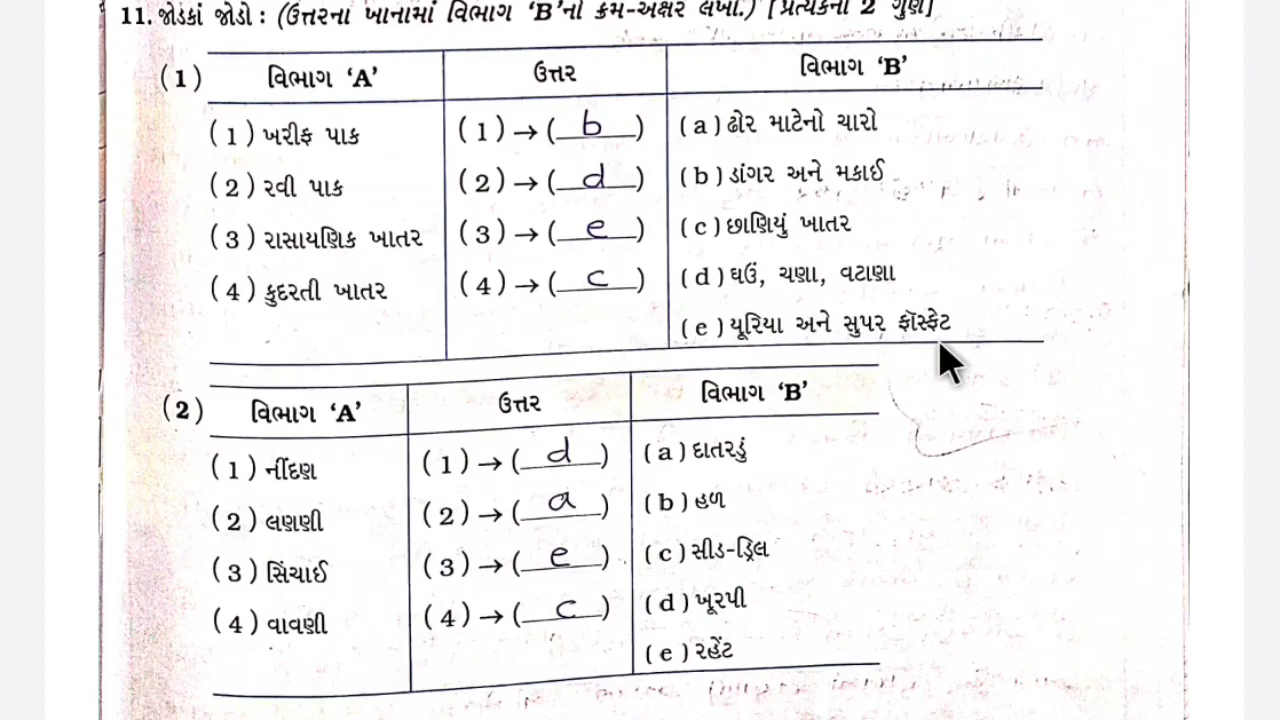 11. જોડકાં જોડો : (ઉત્તરના ખાનામાં વિભાગ ‘B’નો ક્રમ-અક્ષર લખો.) [પ્રત્યેકના 2 ગુણ]
(1) વિભાગ ‘A’ ઉત્તર વિભાગ ‘B’
(1) ખરીફ પાક (1) → ( b ) (a) ઢોર માટેનો ચારો
(2) રવી પાક (2) → ( d ) (b) ડાંગર અને મકાઈ
(3) રાસાયણિક ખાતર (3) → ( e ) (c) છાણિયું ખાતર
(4) કુદરતી ખાતર (4) → ( c ) (d) ઘઉં, ચણા, વટાણા
(e) યૂરિયા અને સુપર ફૉસ્ફેટ
(2) વિભાગ ‘A’ ઉત્તર વિભાગ ‘B’
(1) નીંદણ (1) → ( d ) (a) દાતરડું
(2) લણણી (2) → ( a ) (b) હળ
(3) સિંચાઈ (3) → ( e ) (c) સીડ-ડ્રિલ
(4) વાવણી (4) → ( c ) (d) ખૂરપી
(e) રહેંટ